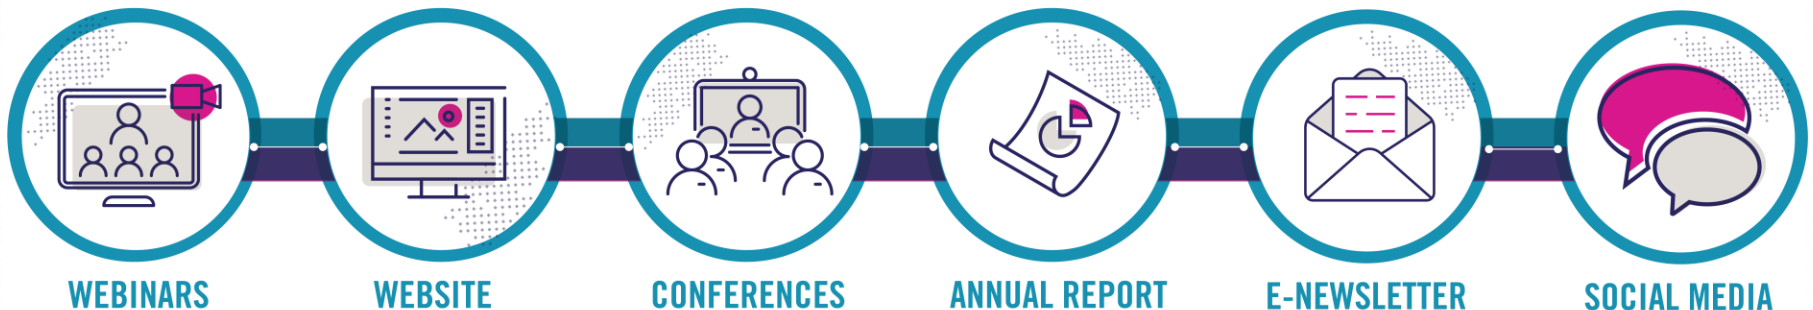 WEBINARS
WEBSITE
CONFERENCES
ANNUAL REPORT
E-NEWSLETTER
SOCIAL MEDIA